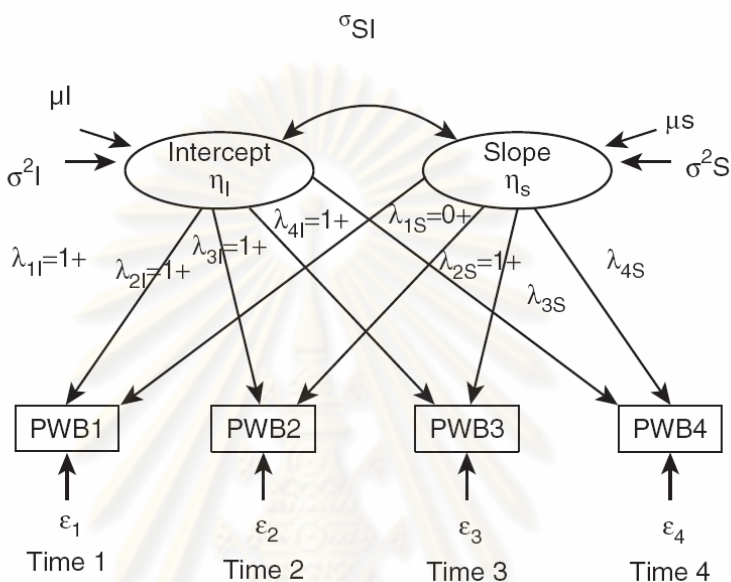 σSI
μI
μs
σ²I
Intercept
ηI
Slope
ηs
σ²S
λ1I=1+
λ2I=1+
λ3I=1+
λ4I=1+
λ1S=0+
λ2S=1+
λ3S
λ4S
PWB1
PWB2
PWB3
PWB4
ε1
ε2
ε3
ε4
Time 1
Time 2
Time 3
Time 4